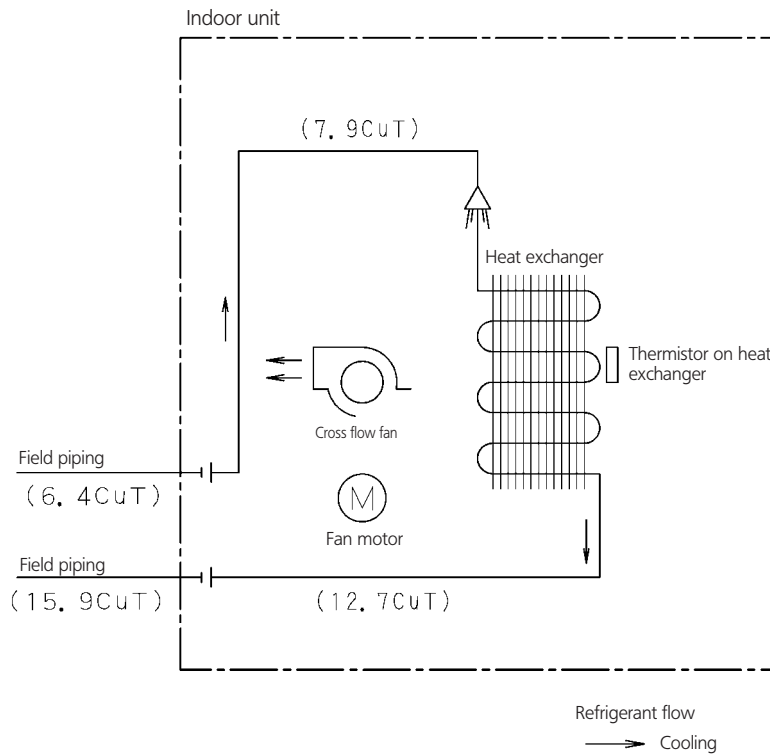 Indoor unit
(7.9CuT)
Heat exchanger
Thermistor on heat
exchanger
Cross flow fan
Field piping
(6.4CuT)
M
Fan motor
Field piping
(15.9CuT)
(12.7CuT)
Refrigerant flow
Cooling